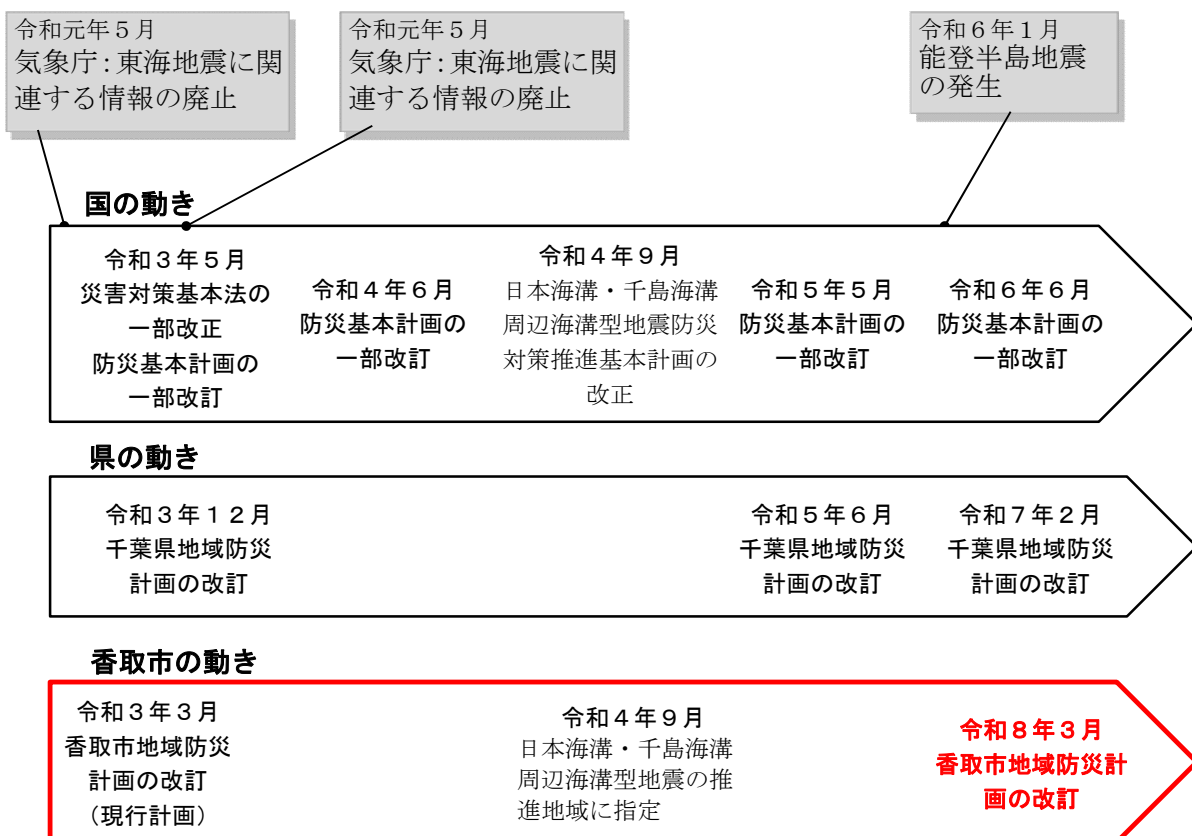 令和元年５月
気象庁：東海地震に関
連する情報の廃止
令和元年５月
気象庁：東海地震に関
連する情報の廃止
令和６年１月
能登半島地震
の発生
国の動き
令和３年５月
災害対策基本法の
一部改正
防災基本計画の
一部改訂
令和４年６月
防災基本計画の
一部改訂
令和４年９月
日本海溝・千島海溝
周辺海溝型地震防災
対策推進基本計画の
改正
令和５年５月
防災基本計画の
一部改訂
令和６年６月
防災基本計画の
一部改訂
県の動き
令和３年１２月
千葉県地域防災
計画の改訂
令和５年６月
千葉県地域防災
計画の改訂
令和７年２月
千葉県地域防災
計画の改訂
香取市の動き
令和３年３月
香取市地域防災
計画の改訂
（現行計画）
令和４年９月
日本海溝・千島海溝
周辺海溝型地震の推
進地域に指定
令和８年３月
香取市地域防災計
画の改訂